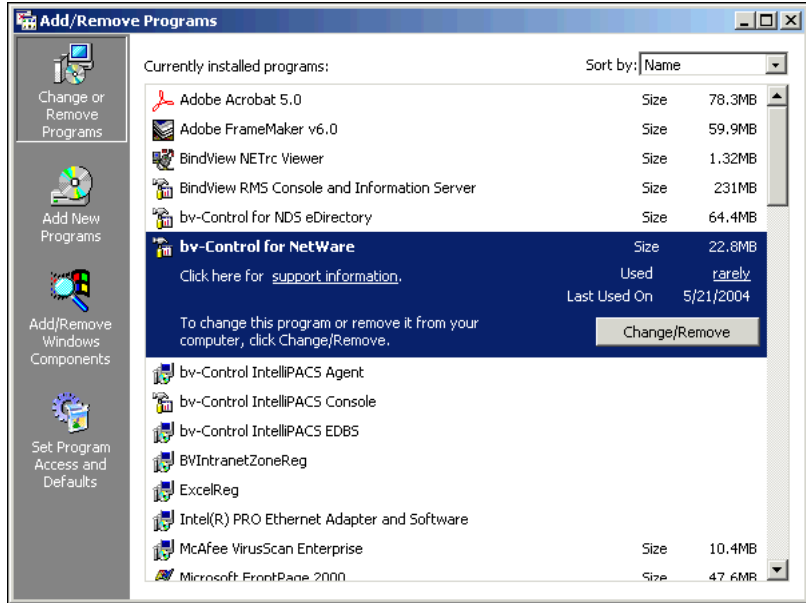 Add/Remove Programs
Change or
Remove
Programs
Add New
Programs
Add/Remove
Windows
Components
Set Program
Access and
Defaults
Currently installed programs:
Sort by: Name
Adobe Acrobat 5.0 Size 78.3MB
Adobe FrameMaker v6.0 Size 59.9MB
BindView NETrc Viewer Size 1.32MB
BindView RMS Console and Information Server Size 231MB
bv-Control for NDS eDirectory Size 64.4MB
bv-Control for NetWare Size 22.8MB
Click here for support information. Used rarely
Last Used On 5/21/2004
To change this program or remove it from your
computer, click Change/Remove.
Change/Remove
bv-Control IntelliPACS Agent
bv-Control IntelliPACS Console
bv-Control IntelliPACS EDBS
BVIntranetZoneReg
ExcelReg
Intel(R) PRO Ethernet Adapter and Software
McAfee VirusScan Enterprise Size 10.4MB
Microsoft FrontPage 2000 Size 47.6MB